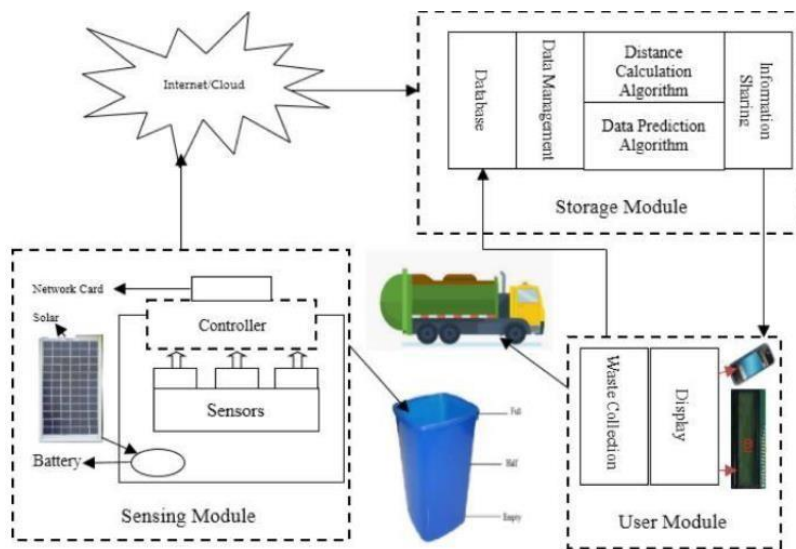 Internet/Cloud
Database
Data Management
Distance
Calculation
Algorithm
Data Prediction
Algorithm
Information
Sharing
Storage Module
Network Card
Solar
Controller
Sensors
Battery
Sensing Module
Full
Half
Empty
Waste Collection
Display
User Module